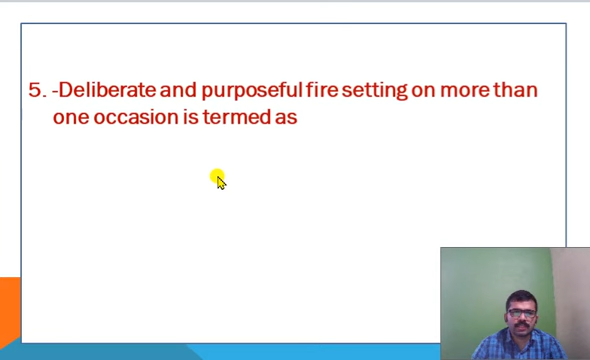 5. -Deliberate and purposeful fire setting on more than
one occasion is termed as